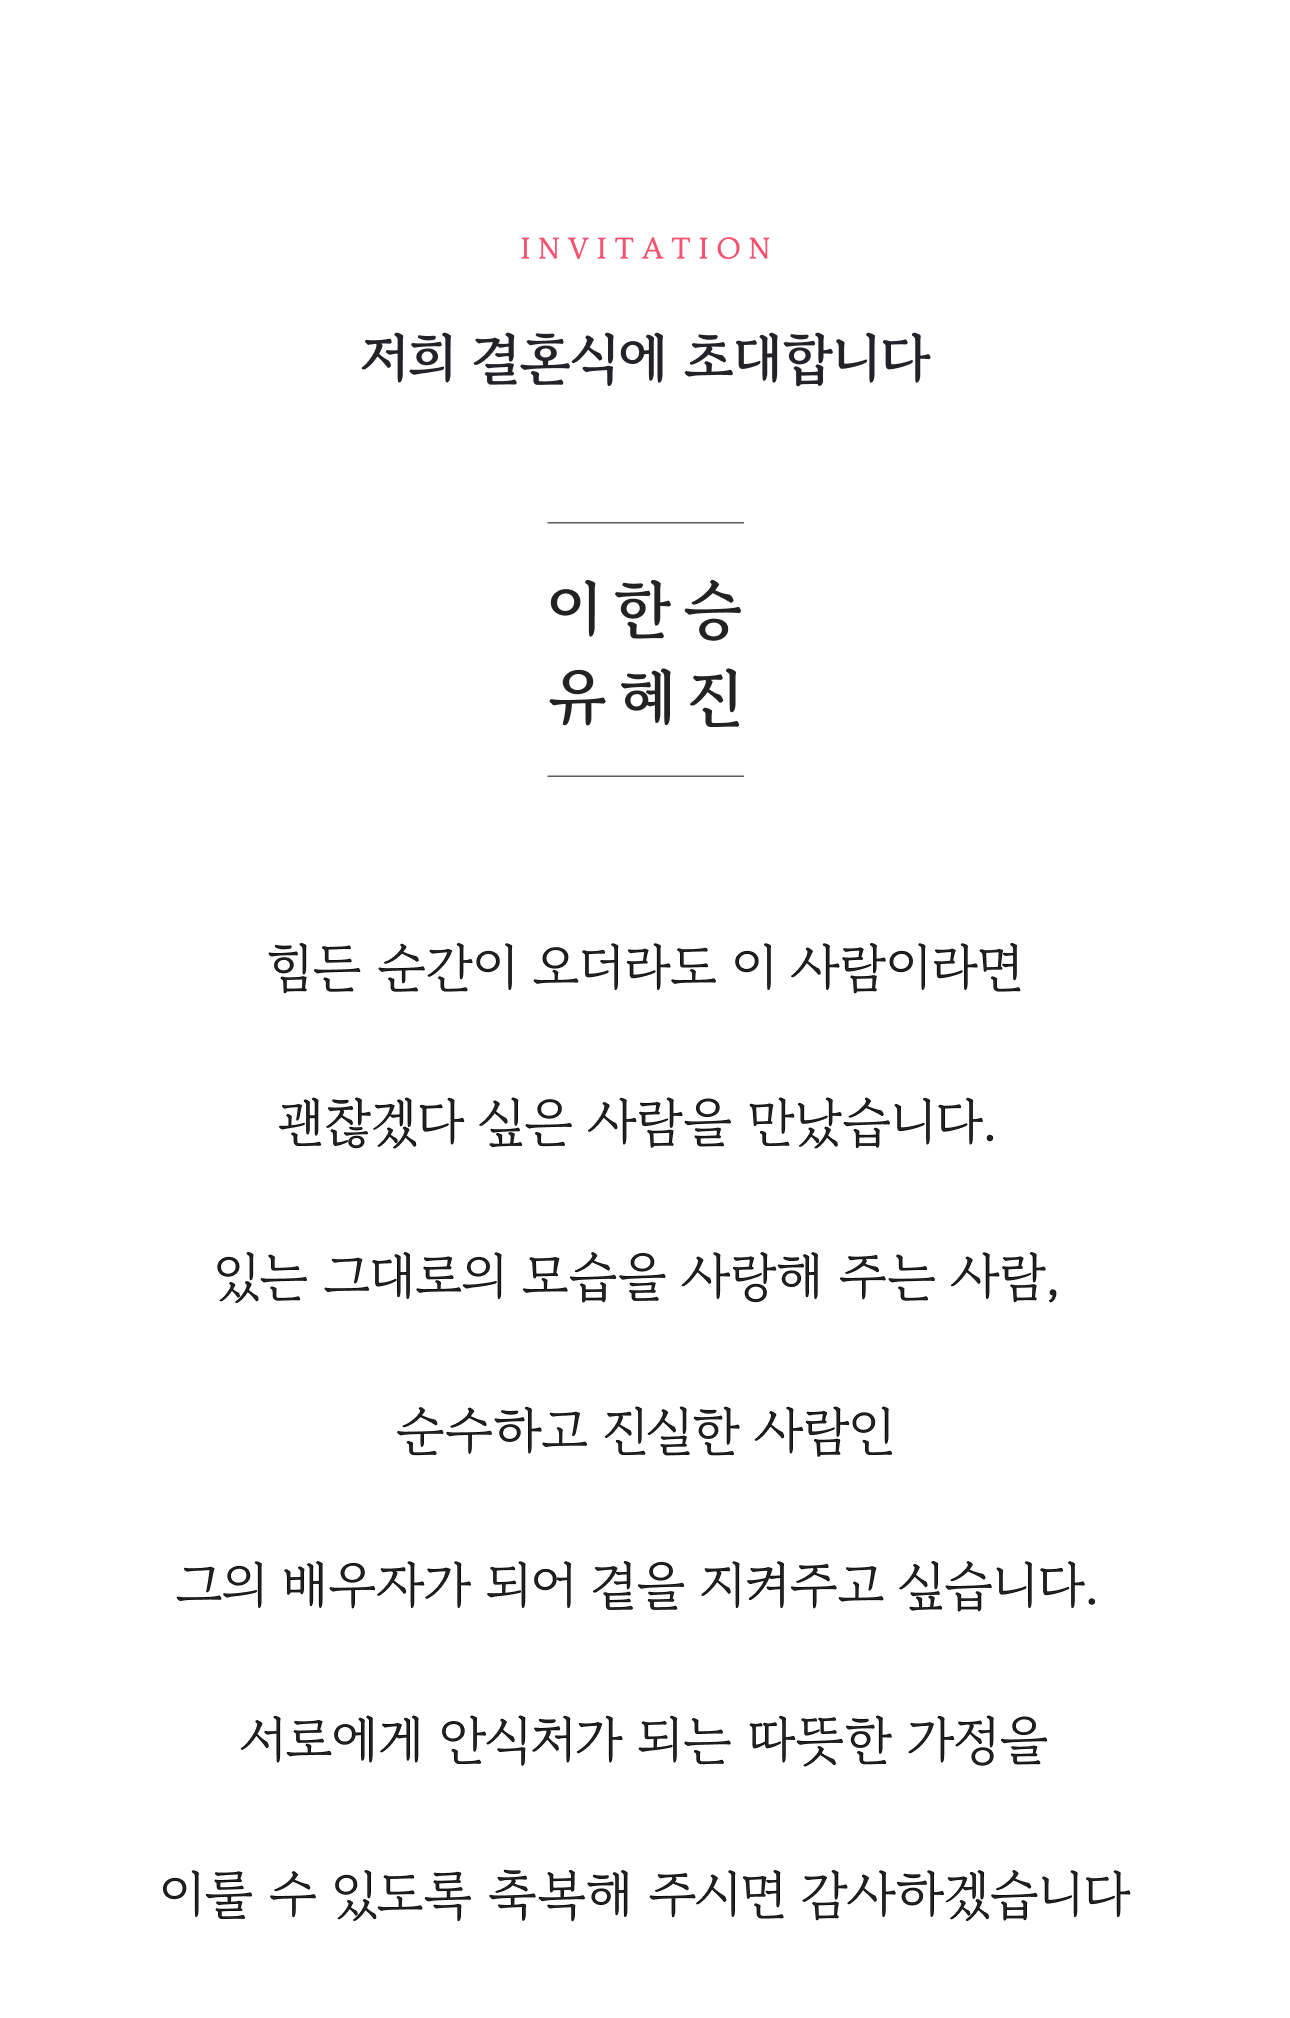 INVITATION
저희 결혼식에 초대합니다
이한승
유혜진
힘든 순간이 오더라도 이 사람이라면
괜찮겠다 싶은 사람을 만났습니다.
있는 그대로의 모습을 사랑해 주는 사람,
순수하고 진실한 사람인
그의 배우자가 되어 곁을 지켜주고 싶습니다.
서로에게 안식처가 되는 따뜻한 가정을
이룰 수 있도록 축복해 주시면 감사하겠습니다